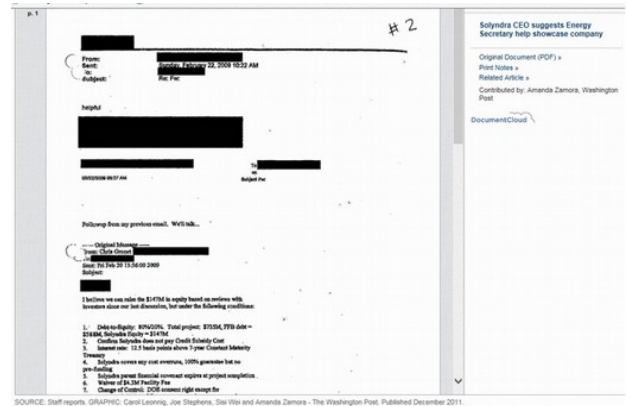 p. 1
# 2
From:
Sent: Sunday, February 22, 2009 10:22 AM
To:
Subject: Re: Fw:
helpful
To
cc
02/22/2009 09:27 AM
Subject Fw:
Followup from my previous email. We'll talk...
----- Original Message -----
From: Chris Gronet
Sent: Fri Feb 20 13:56:00 2009
Subject:
I believe we can raise the $147M in equity based on reviews with
investors since our last discussion, but under the following conditions:
1. Debt-to-Equity: 80%/20%. Total project: $735M, FFB debt =
$588M, Solyndra Equity = $147M
2. Confirm Solyndra does not pay Credit Subsidy Cost
3. Interest rate: 12.5 basis points above 7-year Constant Maturity
Treasury
4. Solyndra covers any cost overruns, 100% guarantee but no
pre-funding
5. Solyndra parent financial covenant expires at project completion
6. Waiver of $4.3M Facility Fee
7. Change of Control: DOE consent right except for
Solyndra CEO suggests Energy
Secretary help showcase company
Original Document (PDF) »
Print Notes »
Related Article »
Contributed by: Amanda Zamora, Washington
Post
DocumentCloud
SOURCE: Staff reports. GRAPHIC: Carol Leonnig, Joe Stephens, Sisi Wei and Amanda Zamora - The Washington Post. Published December 2011.